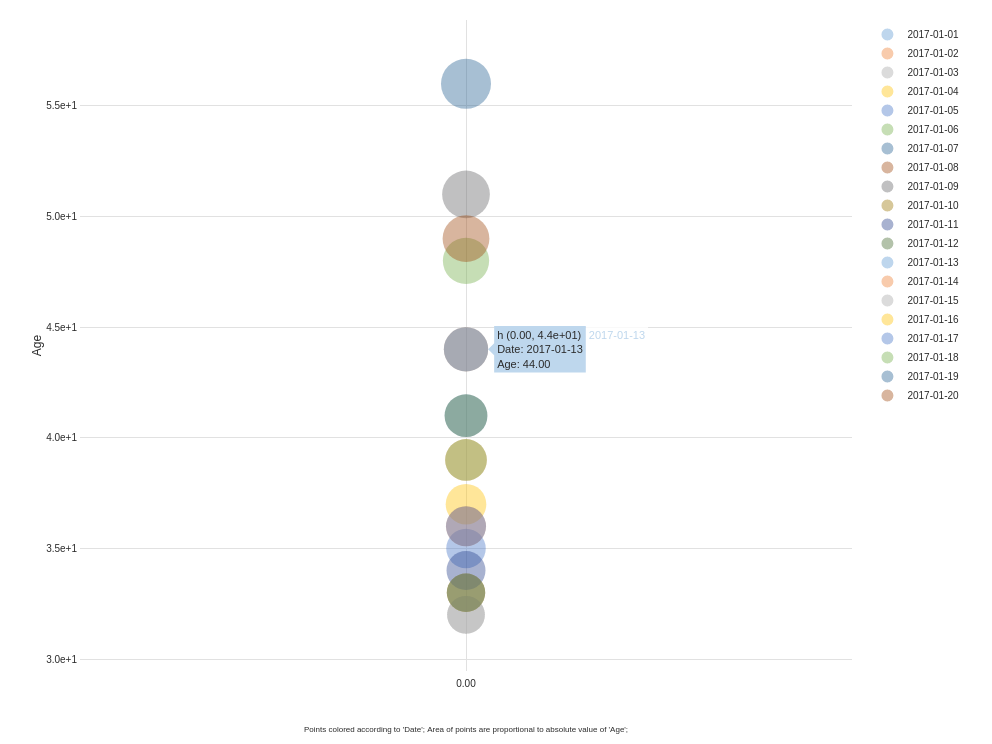 5.5e+1
5.0e+1
4.5e+1
4.0e+1
3.5e+1
3.0e+1
Age
h (0.00, 4.4e+01) 2017-01-13
Date: 2017-01-13
Age: 44.00
0.00
Points colored according to 'Date'; Area of points are proportional to absolute value of 'Age';
2017-01-01
2017-01-02
2017-01-03
2017-01-04
2017-01-05
2017-01-06
2017-01-07
2017-01-08
2017-01-09
2017-01-10
2017-01-11
2017-01-12
2017-01-13
2017-01-14
2017-01-15
2017-01-16
2017-01-17
2017-01-18
2017-01-19
2017-01-20